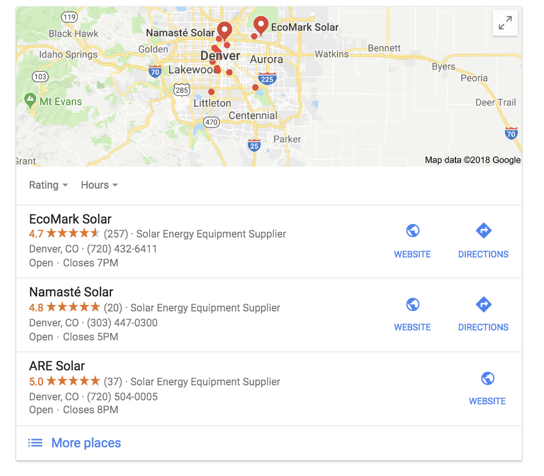 119
Black Hawk
Namasté Solar
EcoMark Solar
Idaho Springs
Golden
Denver
Aurora
Watkins
Bennett
Byers
103
70
Lakewood
225
Peoria
Mt Evans
285
Littleton
Deer Trail
Centennial
470
70
25
Parker
Grant
Map data ©2018 Google
Rating
Hours
EcoMark Solar
4.7 ★★★★★ (257) · Solar Energy Equipment Supplier
Denver, CO · (720) 432-6411
Open · Closes 7PM
WEBSITE
DIRECTIONS
Namasté Solar
4.8 ★★★★★ (20) · Solar Energy Equipment Supplier
Denver, CO · (303) 447-0300
Open · Closes 5PM
WEBSITE
DIRECTIONS
ARE Solar
5.0 ★★★★★ (37) · Solar Energy Equipment Supplier
Denver, CO · (720) 504-0005
Open · Closes 8PM
WEBSITE
More places